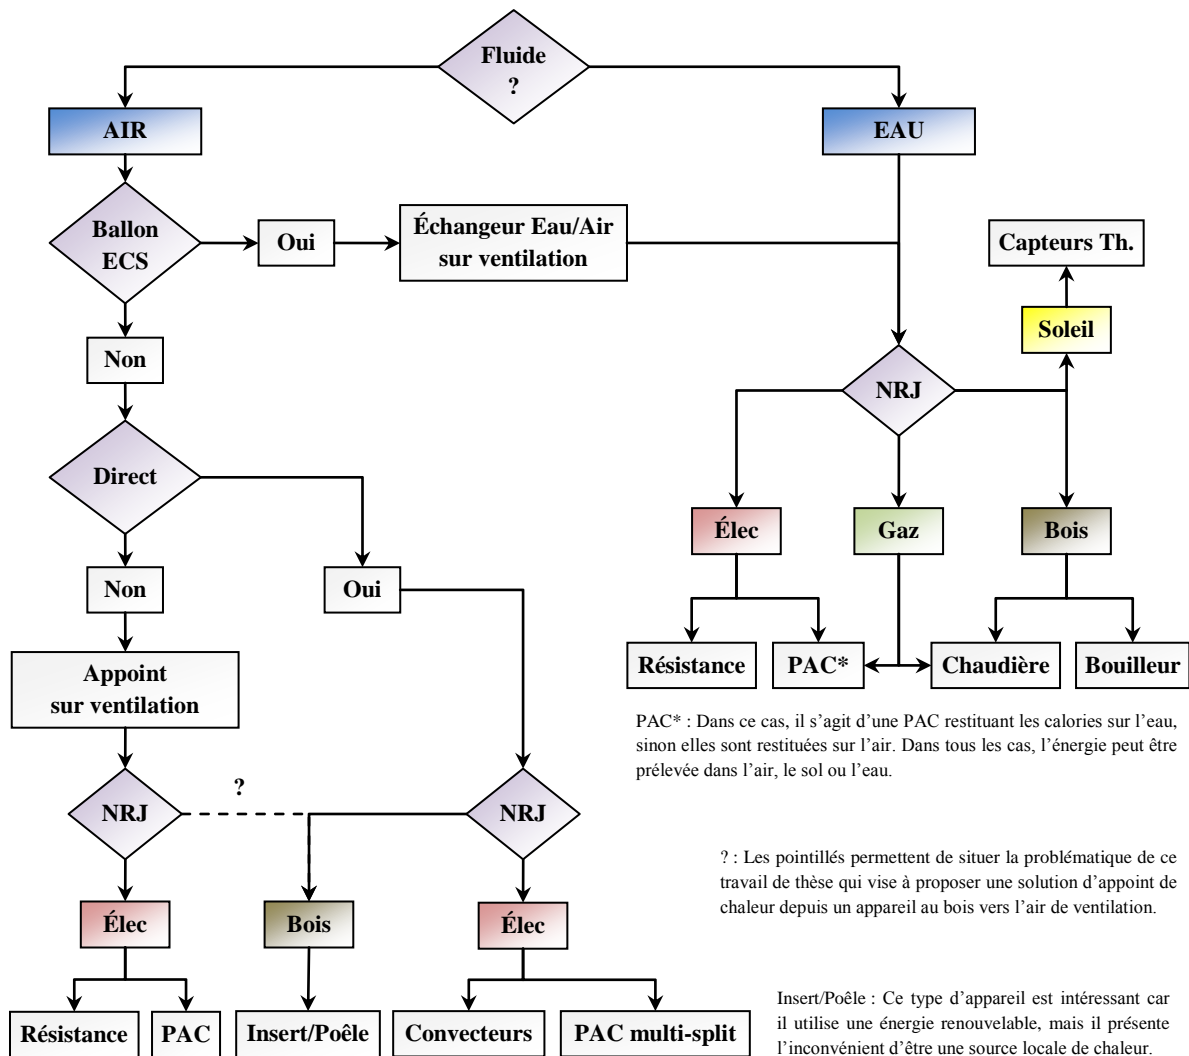 Fluide
?
AIR
EAU
Ballon
ECS
Oui
Échangeur Eau/Air
sur ventilation
Capteurs Th.
Soleil
Non
NRJ
Direct
Élec
Gaz
Bois
Non
Oui
Résistance
PAC*
Chaudière
Bouilleur
Appoint
sur ventilation
PAC* : Dans ce cas, il s’agit d’une PAC restituant les calories sur l’eau,
sinon elles sont restituées sur l’air. Dans tous les cas, l’énergie peut être
prélevée dans l’air, le sol ou l’eau.
NRJ
?
NRJ
? : Les pointillés permettent de situer la problématique de ce
travail de thèse qui vise à proposer une solution d’appoint de
chaleur depuis un appareil au bois vers l’air de ventilation.
Élec
Bois
Élec
Résistance
PAC
Insert/Poêle
Convecteurs
PAC multi-split
Insert/Poêle : Ce type d’appareil est intéressant car
il utilise une énergie renouvelable, mais il présente
l’inconvénient d’être une source locale de chaleur.